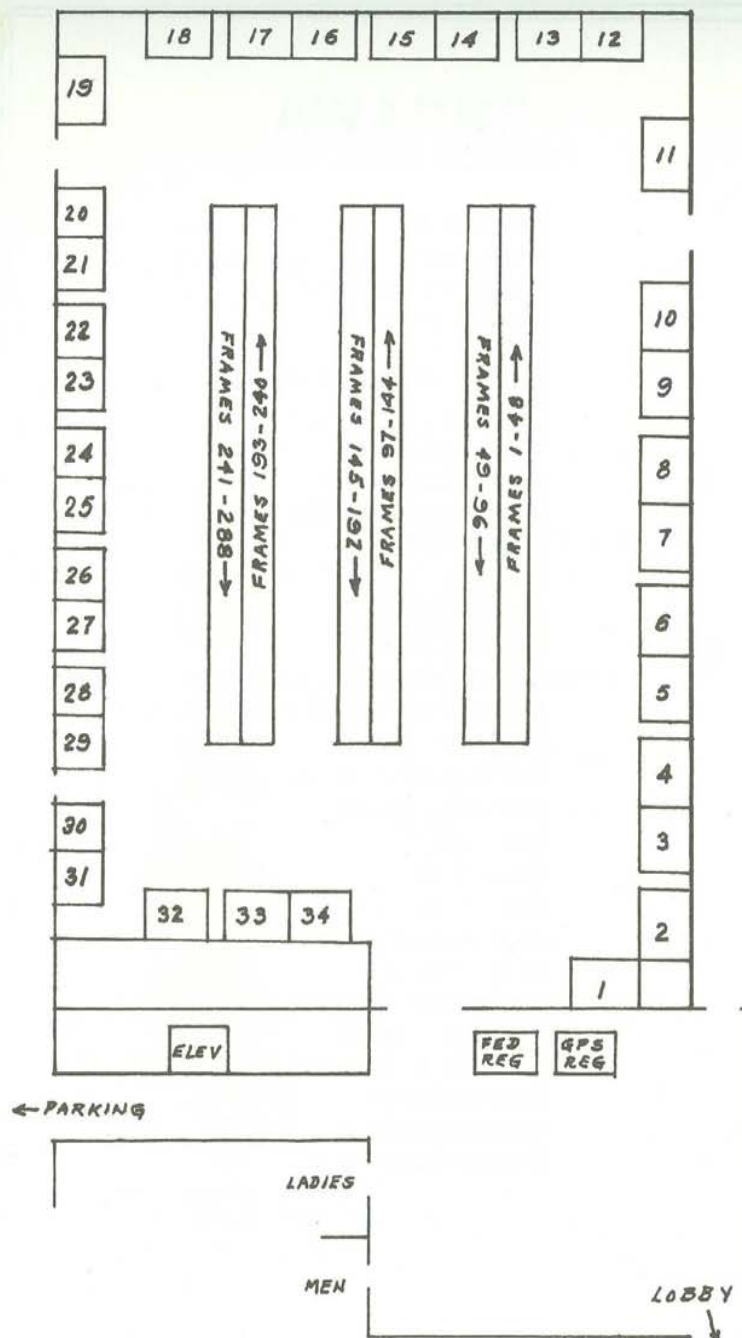 18 17 16 15 14 13 12
19
11
20
21
22
23
24
25
26
27
28
29
30
31
10
9
8
7
6
5
4
3
2
1
FRAMES 241-288→
FRAMES 193-240→
FRAMES 145-192→
FRAMES 97-144→
FRAMES 49-96→
FRAMES 1-48→
32 33 34
ELEV
FED
REG
GPS
REG
←PARKING
LADIES
MEN
LOBBY
↓